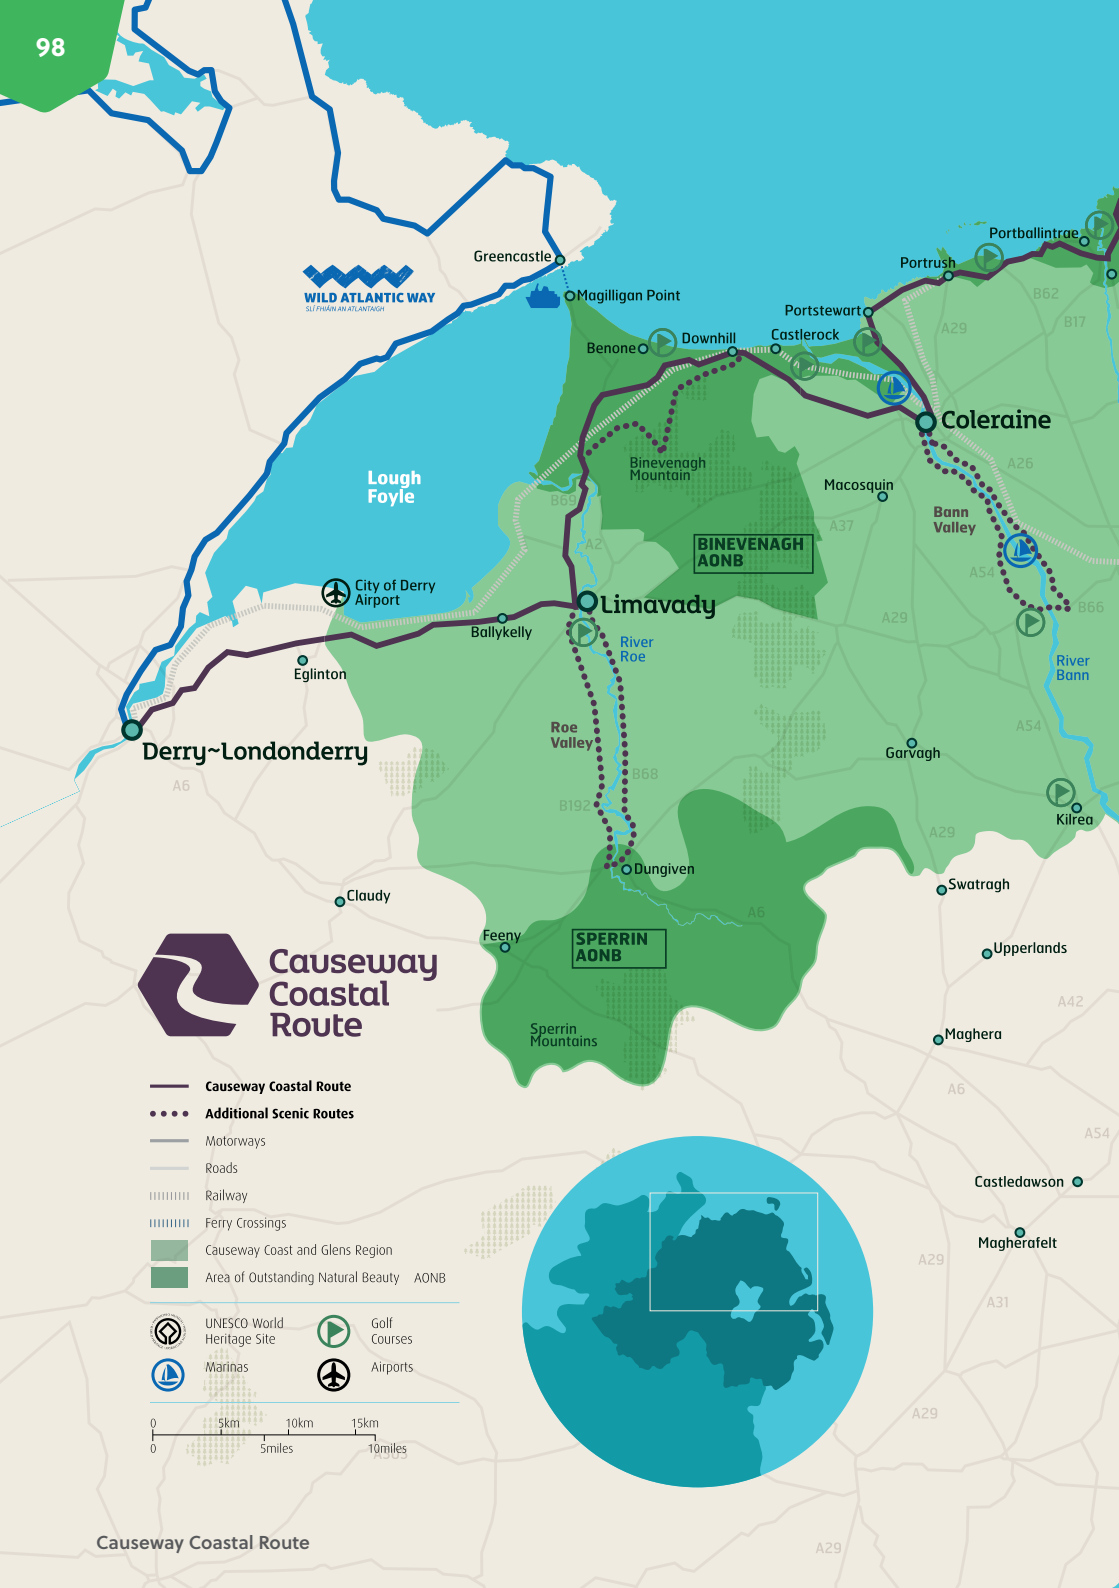 98
Greencastle
Magilligan Point
WILD ATLANTIC WAY
SLÍ FHIÁIN AN ATLANTAIGH
Portballintrae
Portrush
B62
B17
A29
Portstewart
Castlerock
Downhill
Benone
Coleraine
Binevenagh
Mountain
A26
Lough
Foyle
Macosquin
B69
Bann
Valley
A37
A2
BINEVENAGH
AONB
A54
City of Derry
Airport
Limavady
B66
A29
Ballykelly
River
Roe
River
Bann
Eglinton
Roe
Valley
A54
Derry~Londonderry
Garvagh
B68
A6
B192
Kilrea
A29
Dungiven
Swatragh
Claudy
A6
Feeny
SPERRIN
AONB
Upperlands
Causeway
Coastal
Route
A42
Sperrin
Mountains
Maghera
A6
A54
Castledawson
Magherafelt
A29
A31
A29
A29
Causeway Coastal Route
Additional Scenic Routes
Motorways
Roads
Railway
Ferry Crossings
Causeway Coast and Glens Region
Area of Outstanding Natural Beauty AONB
UNESCO World
Heritage Site
Golf
Courses
Marinas
Airports
0 5km 10km 15km
0 5miles 10miles
A505
Causeway Coastal Route